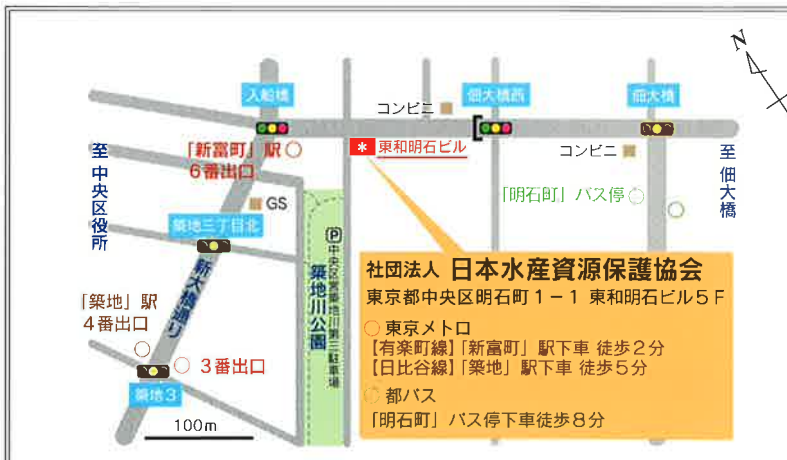 N
入船橋
コンビニ
佃大橋西
佃大橋
「新富町」駅
6番出口
* 東和明石ビル
コンビニ
至 中央区役所
至 佃大橋
GS
「明石町」バス停
築地三丁目北
P 中央区営築地川第三駐車場
築地川公園
新大橋通り
社団法人 日本水産資源保護協会
東京都中央区明石町1-1 東和明石ビル5F
「築地」駅
4番出口
○ 東京メトロ
【有楽町線】「新富町」駅下車 徒歩2分
【日比谷線】「築地」駅下車 徒歩5分
3番出口
○ 都バス
築地3
「明石町」バス停下車徒歩8分
100m